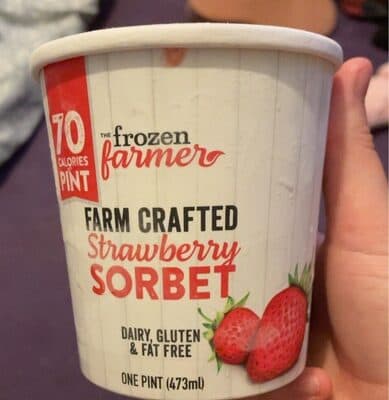 70
CALORIES
PINT
THE frozen
farmer
FARM CRAFTED
Strawberry
SORBET
DAIRY, GLUTEN
& FAT FREE
ONE PINT (473ml)